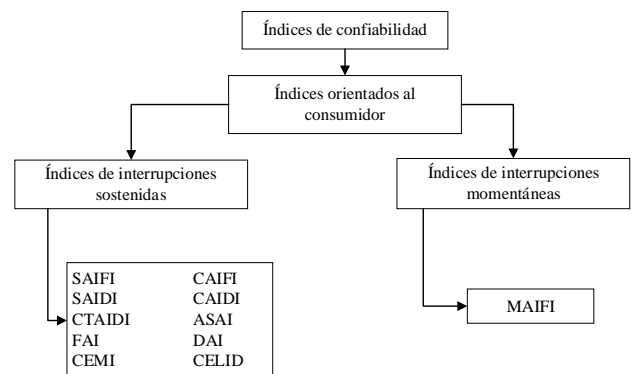 Índices de confiabilidad
Índices orientados al
consumidor
Índices de interrupciones
sostenidas
Índices de interrupciones
momentáneas
SAIFI CAIFI
SAIDI CAIDI
CTAIDI ASAI
FAI DAI
CEMI CELID
MAIFI